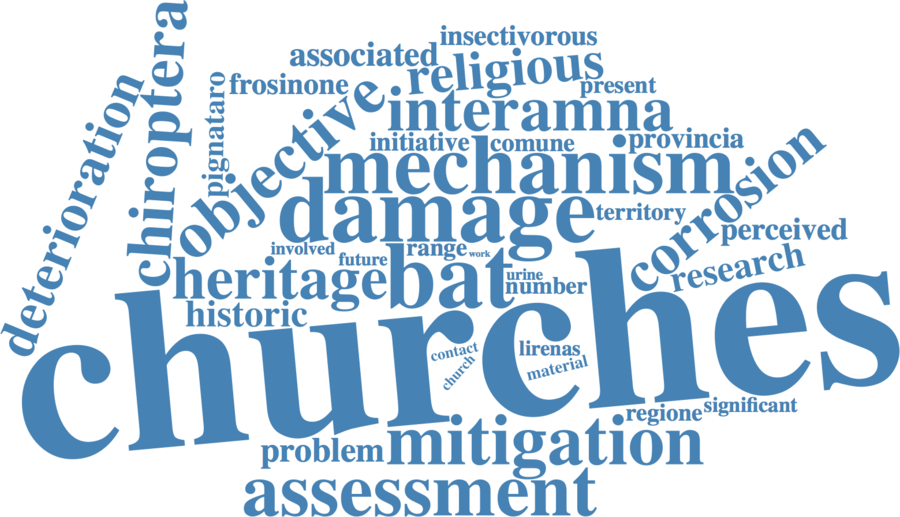 insectivorous
associated
religious
chiroptera
frosinone
present
deterioration
pignataro
objective
interamna
initiative
comune
provincia
mechanism
corrosion
damage
territory
perceived
involved
range
work
future
heritage
bat
urine
number
research
historic
churches
contact
church
lirenas
material
regione
significant
problem
mitigation
assessment